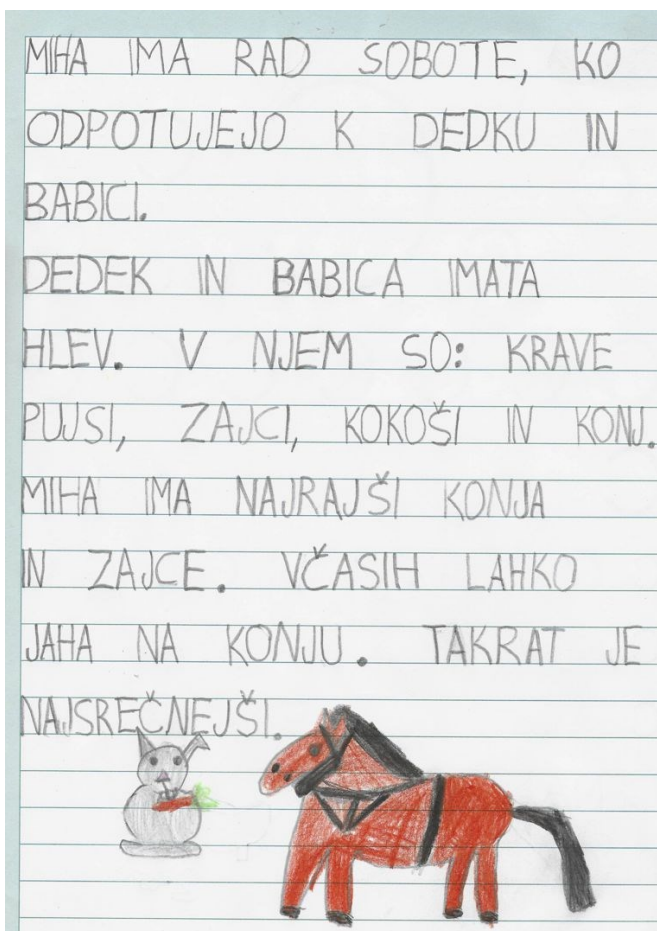 MIHA IMA RAD SOBOTE, KO
ODPOTUJEJO K DEDKU IN
BABICI.
DEDEK IN BABICA IMATA
HLEV. V NJEM SO: KRAVE
PUJSI, ZAJCI, KOKOŠI IN KONJ.
MIHA IMA NAJRAJŠI KONJA
IN ZAJCE. VČASIH LAHKO
JAHA NA KONJU. TAKRAT JE
NAJSREČNEJŠI.